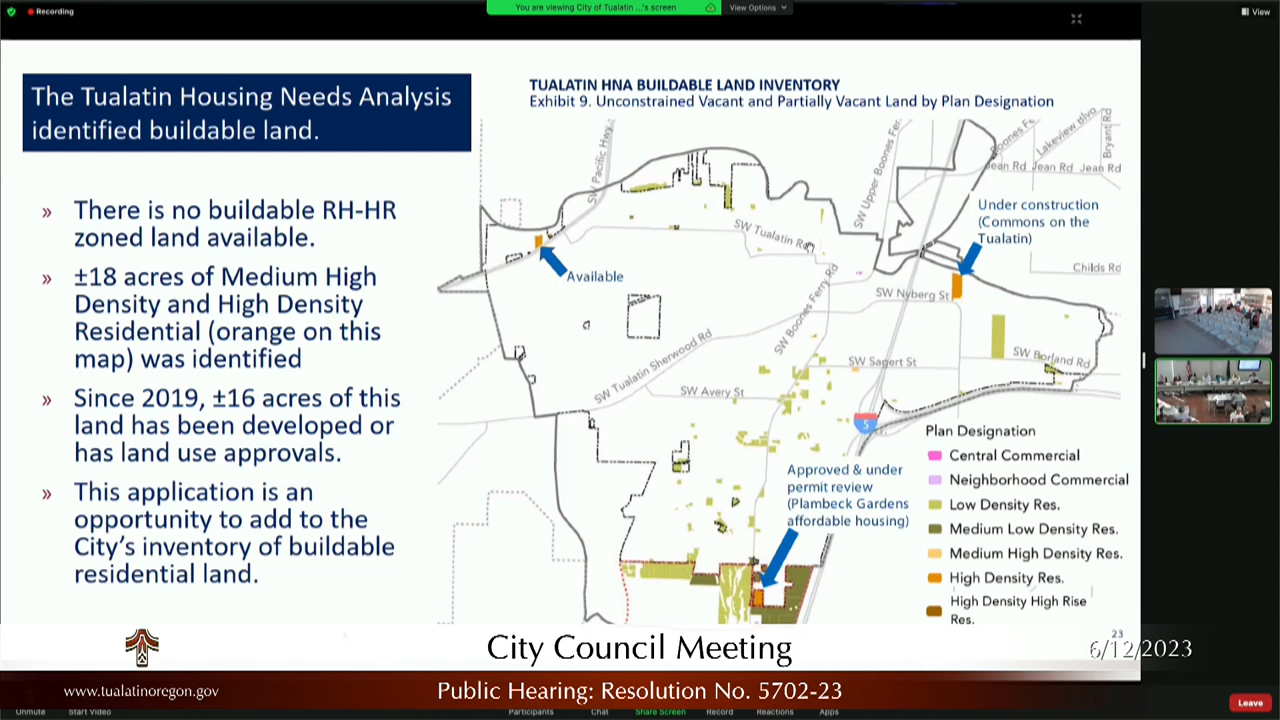 Recording
You are viewing City of Tualatin ...'s screen
View Options
View
The Tualatin Housing Needs Analysis
identified buildable land.
» There is no buildable RH-HR
zoned land available.
» ±18 acres of Medium High
Density and High Density
Residential (orange on this
map) was identified
» Since 2019, ±16 acres of this
land has been developed or
has land use approvals.
» This application is an
opportunity to add to the
City's inventory of buildable
residential land.
TUALATIN HNA BUILDABLE LAND INVENTORY
Exhibit 9. Unconstrained Vacant and Partially Vacant Land by Plan Designation
SW Pacific Hwy
SW Upper Boones Fer
Boones F
Lakeview Blvd
Bryant Rd
Jean Rd Jean Rd Jean Rd
Under construction
(Commons on the
Tualatin)
SW Tualatin R
Available
Childs Rd
SW Nyberg St
SW Boones Ferry Rd
SW Tualatin Sherwood Rd
SW Sagert St
SW Borland Rd
SW Avery St
5
Approved & under
permit review
(Plambeck Gardens
affordable housing)
Plan Designation
Central Commercial
Neighborhood Commercial
Low Density Res.
Medium Low Density Res.
Medium High Density Res.
High Density Res.
High Density High Rise
Res.
23
City Council Meeting
6/12/2023
www.tualatinoregon.gov
Public Hearing: Resolution No. 5702-23
Unmute
Start Video
Participants
Chat
Share Screen
Record
Reactions
Apps
Leave